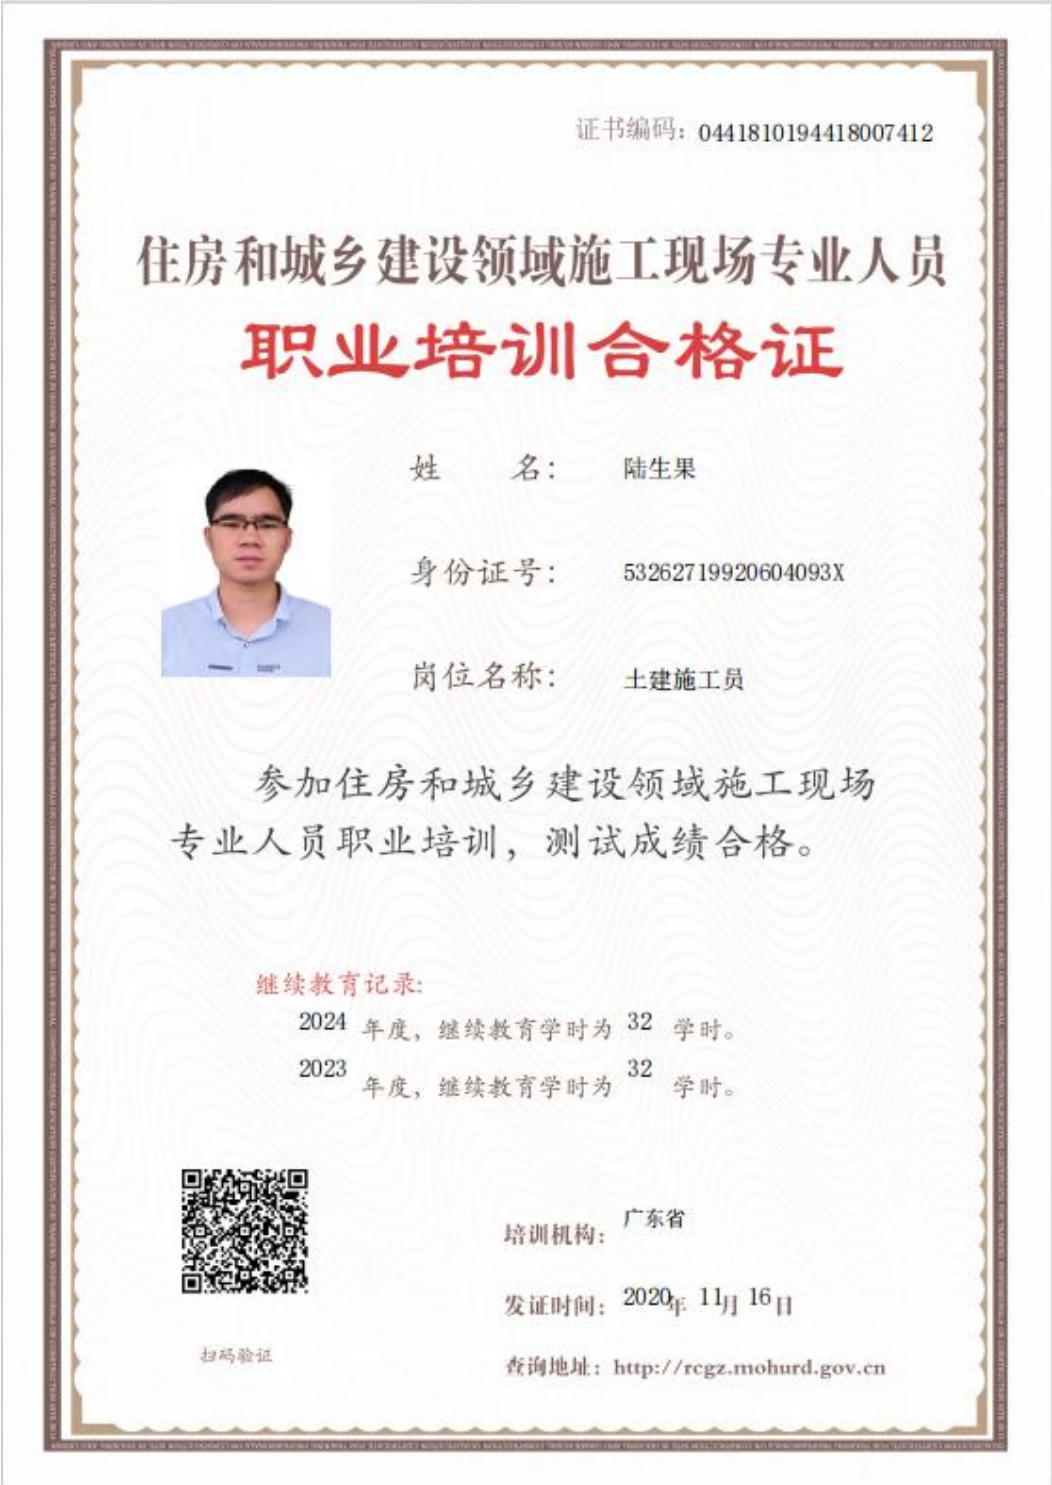 证书编码：0441810194418007412
住房和城乡建设领域施工现场专业人员
职业培训合格证
姓 名： 陆生果
身份证号： 53262719920604093X
岗位名称： 土建施工员
参加住房和城乡建设领域施工现场
专业人员职业培训，测试成绩合格。
继续教育记录:
2024 年度，继续教育学时为 32 学时。
2023 年度，继续教育学时为 32 学时。
培训机构： 广东省
发证时间： 2020年 11月 16日
扫码验证
查询地址：http://rcgz.mohurd.gov.cn